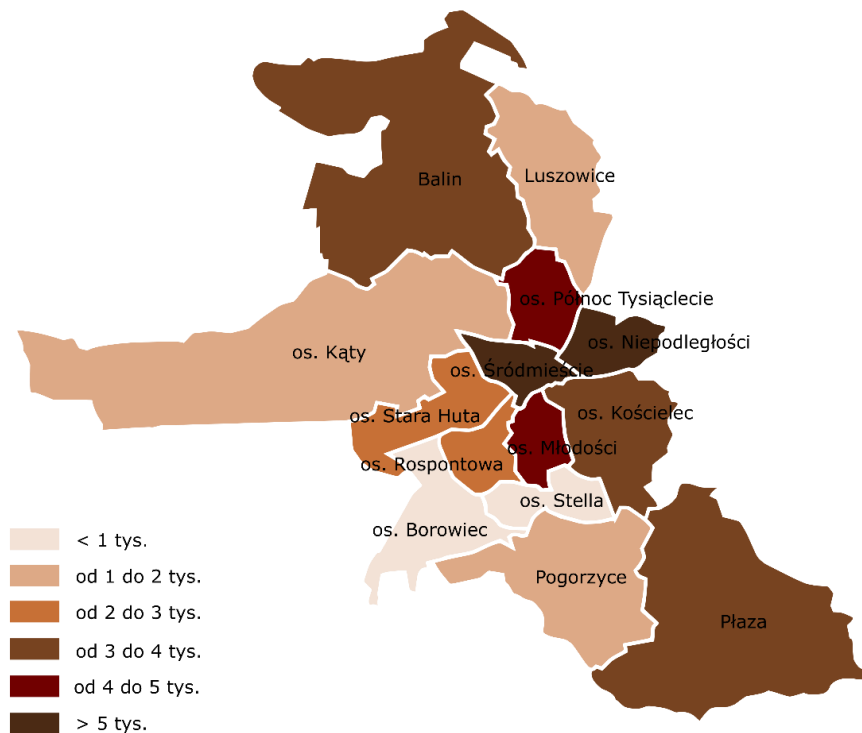 Balin
Luszowice
os. Północ Tysiąclecie
os. Niepodległości
os. Kąty
os. Śródmieście
os. Stara Huta
os. Kościelec
os. Młodości
os. Rospontowa
os. Stella
os. Borowiec
Pogorzyce
Płaza
< 1 tys.
od 1 do 2 tys.
od 2 do 3 tys.
od 3 do 4 tys.
od 4 do 5 tys.
> 5 tys.